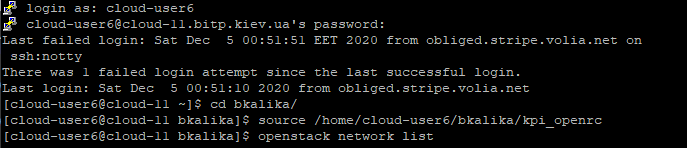 login as: cloud-user6
cloud-user6@cloud-11.bitp.kiev.ua's password:
Last failed login: Sat Dec  5 00:51:51 EET 2020 from obliged.stripe.volia.net on
 ssh:notty
There was 1 failed login attempt since the last successful login.
Last login: Sat Dec  5 00:51:10 2020 from obliged.stripe.volia.net
[cloud-user6@cloud-11 ~]$ cd bkalika/
[cloud-user6@cloud-11 bkalika]$ source /home/cloud-user6/bkalika/kpi_openrc
[cloud-user6@cloud-11 bkalika]$ openstack network list